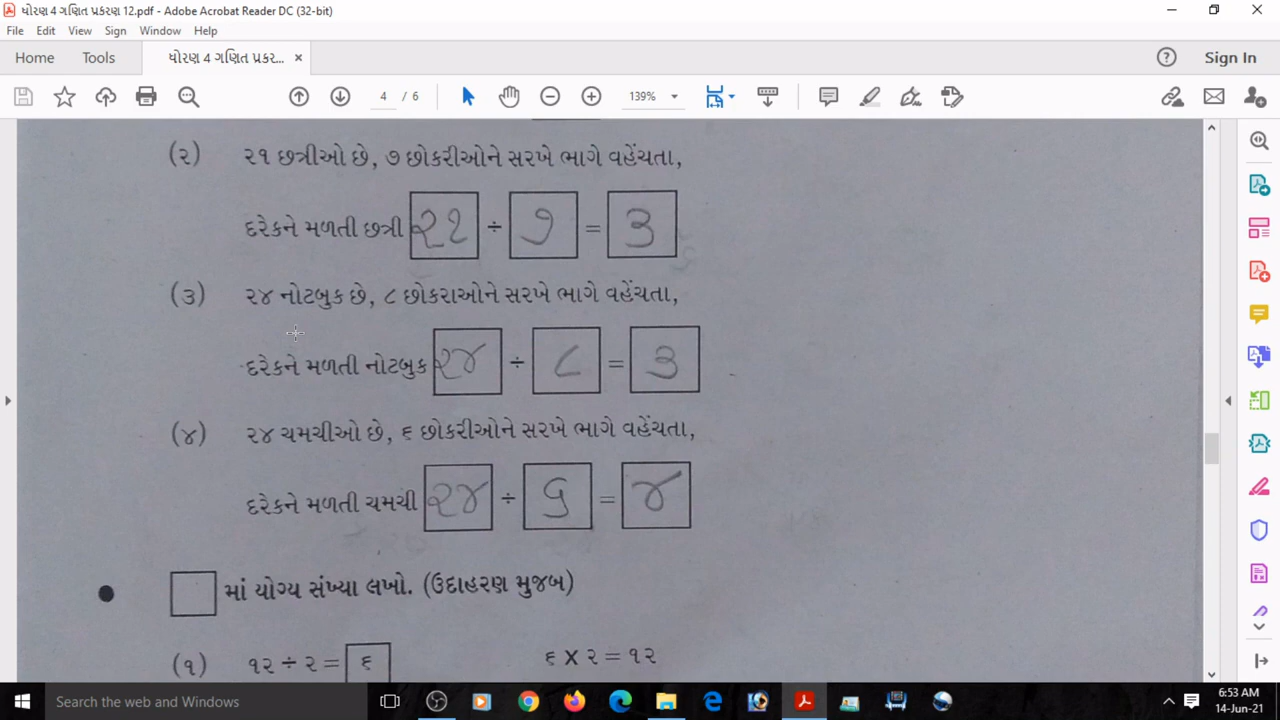 ધોરણ 4 ગણિત પ્રકરણ 12.pdf - Adobe Acrobat Reader DC (32-bit)
File Edit View Sign Window Help
Home Tools ધોરણ 4 ગણિત પ્રકર... × Sign In
4 / 6 139%
(૨) ૨૧ છત્રીઓ છે, ૭ છોકરીઓને સરખે ભાગે વહેંચતા,
દરેકને મળતી છત્રી ૨૧ ÷ ૭ = ૩
(૩) ૨૪ નોટબુક છે, ૮ છોકરાઓને સરખે ભાગે વહેંચતા,
દરેકને મળતી નોટબુક ૨૪ ÷ ૮ = ૩
(૪) ૨૪ ચમચીઓ છે, ૬ છોકરીઓને સરખે ભાગે વહેંચતા,
દરેકને મળતી ચમચી ૨૪ ÷ ૬ = ૪
● માં યોગ્ય સંખ્યા લખો. (ઉદાહરણ મુજબ)
(૧) ૧૨ ÷ ૨ = ૬ ૬ X ૨ = ૧૨
Search the web and Windows
6:53 AM
14-Jun-21